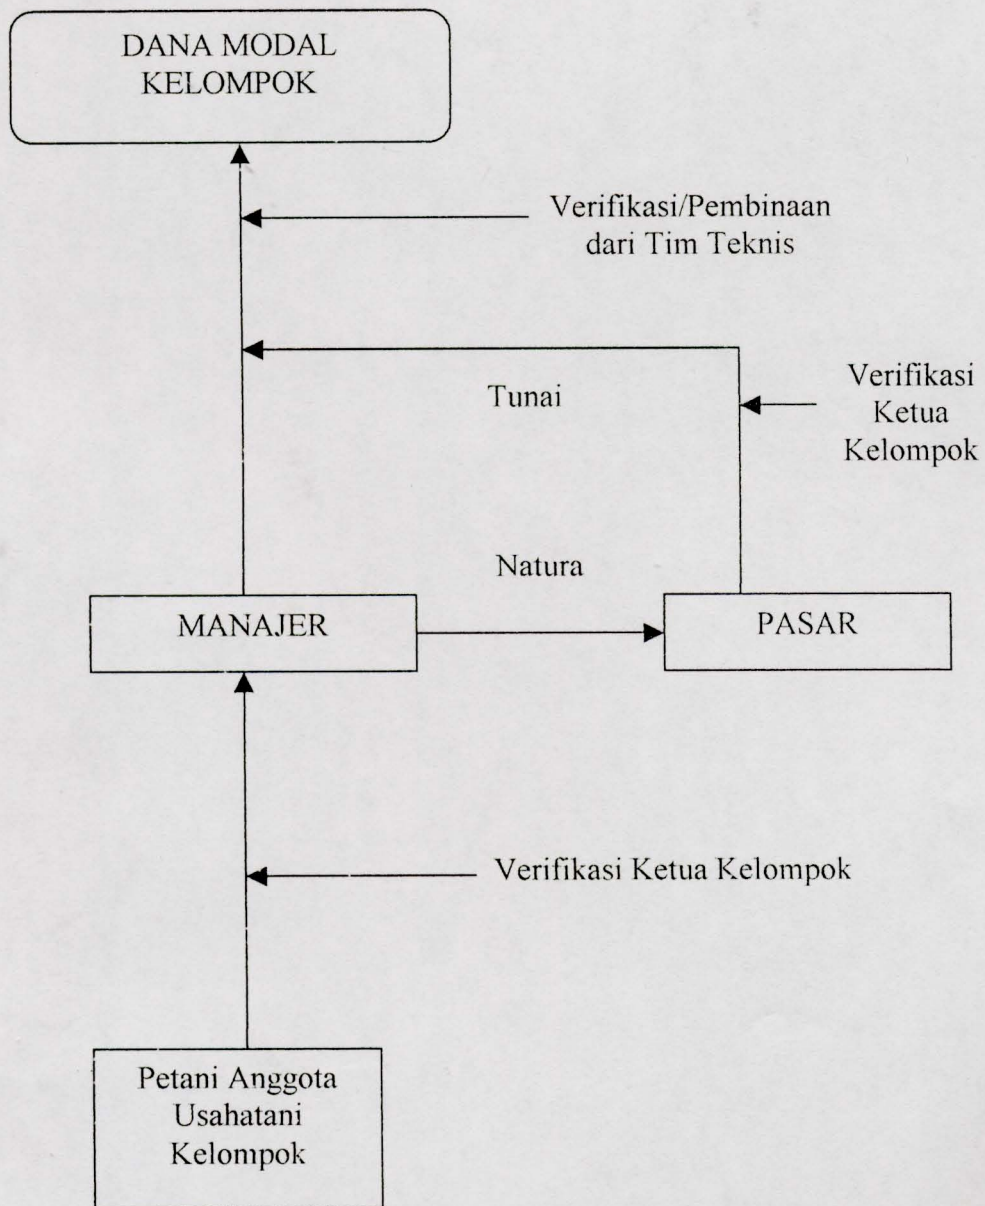 DANA MODAL
KELOMPOK
Verifikasi/Pembinaan
dari Tim Teknis
Verifikasi
Ketua
Kelompok
Tunai
Natura
MANAJER
PASAR
Verifikasi Ketua Kelompok
Petani Anggota
Usahatani
Kelompok